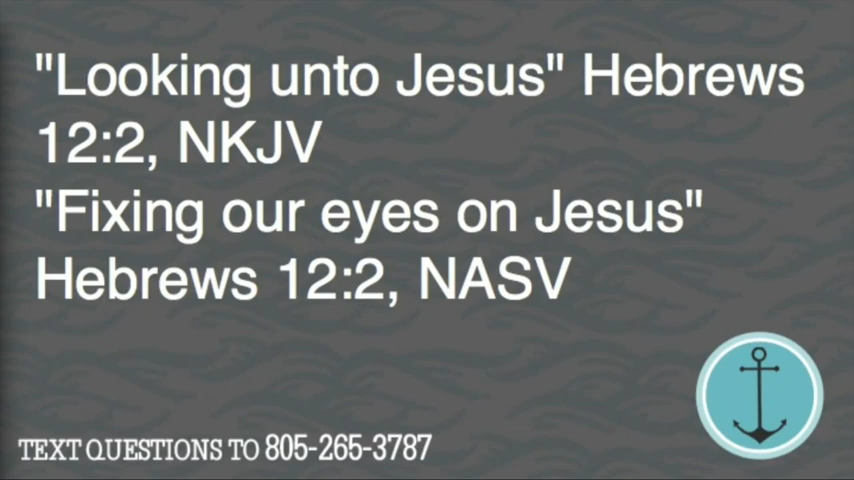 "Looking unto Jesus" Hebrews
12:2, NKJV
"Fixing our eyes on Jesus"
Hebrews 12:2, NASV
TEXT QUESTIONS TO 805-265-3787